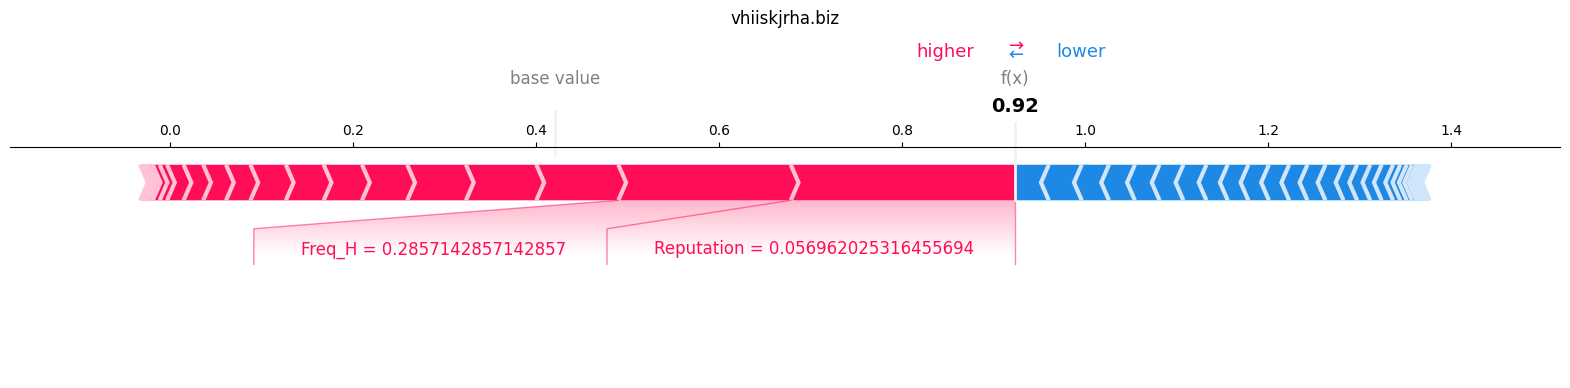 vhiiskjrha.biz
higher ⇄ lower
base value
f(x)
0.92
0.0 0.2 0.4 0.6 0.8 1.0 1.2 1.4
Freq_H = 0.2857142857142857
Reputation = 0.056962025316455694